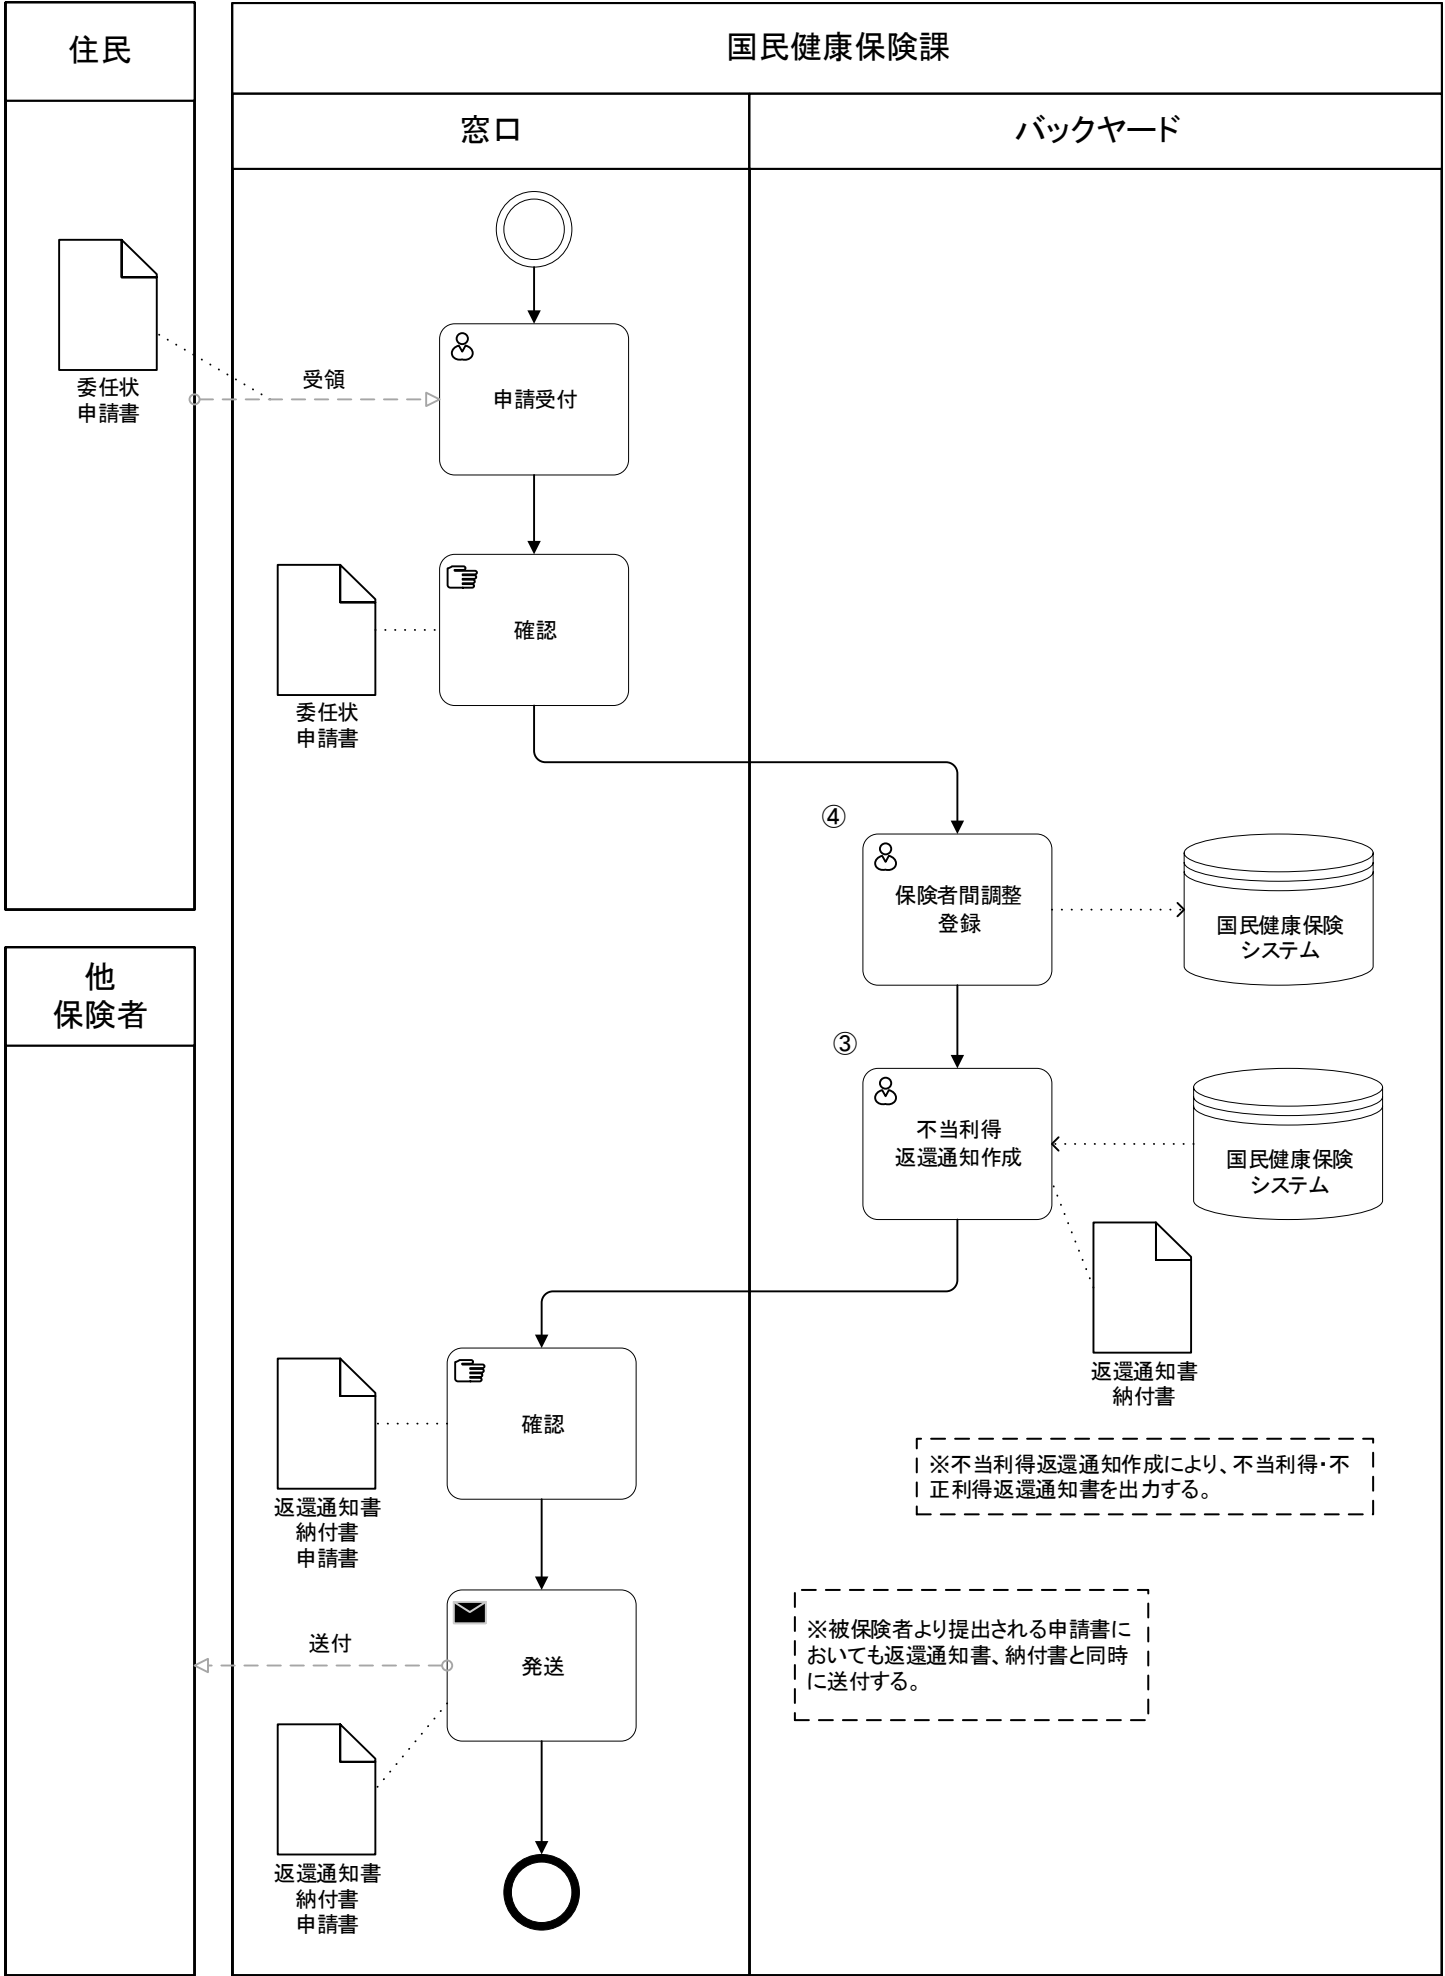 住民
国民健康保険課
窓口
バックヤード
委任状
申請書
受領
申請受付
確認
委任状
申請書
④
保険者間調整
登録
国民健康保険
システム
他
保険者
③
不当利得
返還通知作成
国民健康保険
システム
返還通知書
納付書
確認
返還通知書
納付書
申請書
※不当利得返還通知作成により、不当利得・不
正利得返還通知書を出力する。
送付
発送
※被保険者より提出される申請書に
おいても返還通知書、納付書と同時
に送付する。
返還通知書
納付書
申請書